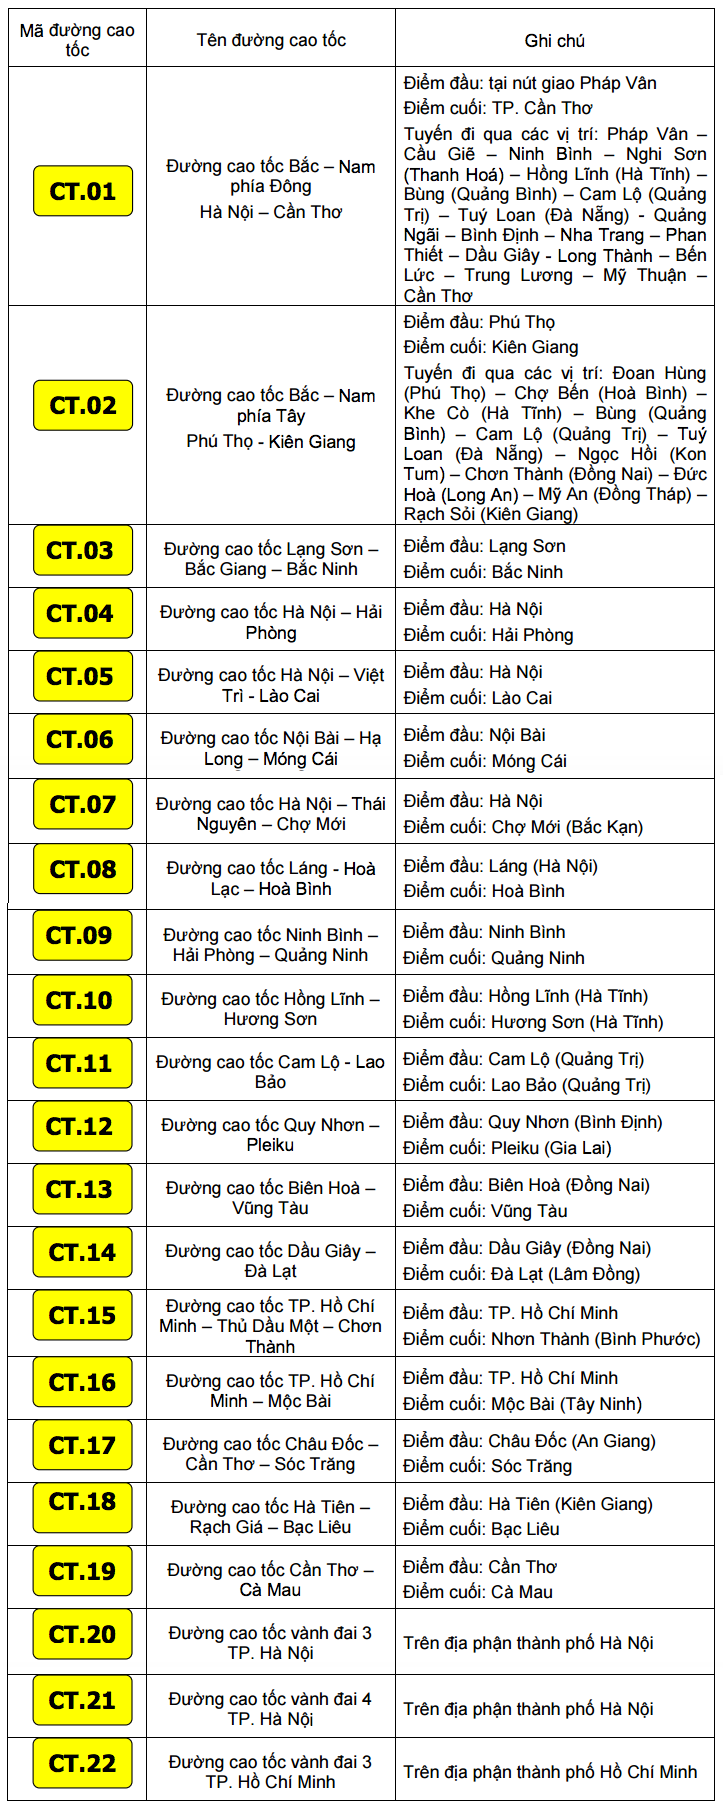 Mã đường cao
tốc
Tên đường cao tốc
Ghi chú
CT.01
Đường cao tốc Bắc – Nam
phía Đông
Hà Nội – Cần Thơ
Điểm đầu: tại nút giao Pháp Vân
Điểm cuối: TP. Cần Thơ
Tuyến đi qua các vị trí: Pháp Vân –
Cầu Giẽ – Ninh Bình – Nghi Sơn
(Thanh Hoá) – Hồng Lĩnh (Hà Tĩnh) –
Bùng (Quảng Bình) – Cam Lộ (Quảng
Trị) – Tuý Loan (Đà Nẵng) - Quảng
Ngãi – Bình Định – Nha Trang – Phan
Thiết – Dầu Giây - Long Thành – Bến
Lức – Trung Lương – Mỹ Thuận –
Cần Thơ
CT.02
Đường cao tốc Bắc – Nam
phía Tây
Phú Thọ - Kiên Giang
Điểm đầu: Phú Thọ
Điểm cuối: Kiên Giang
Tuyến đi qua các vị trí: Đoan Hùng
(Phú Thọ) – Chợ Bến (Hoà Bình) –
Khe Cò (Hà Tĩnh) – Bùng (Quảng
Bình) – Cam Lộ (Quảng Trị) – Tuý
Loan (Đà Nẵng) – Ngọc Hồi (Kon
Tum) – Chơn Thành (Đồng Nai) – Đức
Hoà (Long An) – Mỹ An (Đồng Tháp) –
Rạch Sỏi (Kiên Giang)
CT.03
Đường cao tốc Lạng Sơn –
Bắc Giang – Bắc Ninh
Điểm đầu: Lạng Sơn
Điểm cuối: Bắc Ninh
CT.04
Đường cao tốc Hà Nội – Hải
Phòng
Điểm đầu: Hà Nội
Điểm cuối: Hải Phòng
CT.05
Đường cao tốc Hà Nội – Việt
Trì - Lào Cai
Điểm đầu: Hà Nội
Điểm cuối: Lào Cai
CT.06
Đường cao tốc Nội Bài – Hạ
Long – Móng Cái
Điểm đầu: Nội Bài
Điểm cuối: Móng Cái
CT.07
Đường cao tốc Hà Nội – Thái
Nguyên – Chợ Mới
Điểm đầu: Hà Nội
Điểm cuối: Chợ Mới (Bắc Kạn)
CT.08
Đường cao tốc Láng - Hoà
Lạc – Hoà Bình
Điểm đầu: Láng (Hà Nội)
Điểm cuối: Hoà Bình
CT.09
Đường cao tốc Ninh Bình –
Hải Phòng – Quảng Ninh
Điểm đầu: Ninh Bình
Điểm cuối: Quảng Ninh
CT.10
Đường cao tốc Hồng Lĩnh –
Hương Sơn
Điểm đầu: Hồng Lĩnh (Hà Tĩnh)
Điểm cuối: Hương Sơn (Hà Tĩnh)
CT.11
Đường cao tốc Cam Lộ - Lao
Bảo
Điểm đầu: Cam Lộ (Quảng Trị)
Điểm cuối: Lao Bảo (Quảng Trị)
CT.12
Đường cao tốc Quy Nhơn –
Pleiku
Điểm đầu: Quy Nhơn (Bình Định)
Điểm cuối: Pleiku (Gia Lai)
CT.13
Đường cao tốc Biên Hoà –
Vũng Tàu
Điểm đầu: Biên Hoà (Đồng Nai)
Điểm cuối: Vũng Tàu
CT.14
Đường cao tốc Dầu Giây –
Đà Lạt
Điểm đầu: Dầu Giây (Đồng Nai)
Điểm cuối: Đà Lạt (Lâm Đồng)
CT.15
Đường cao tốc TP. Hồ Chí
Minh – Thủ Dầu Một – Chơn
Thành
Điểm đầu: TP. Hồ Chí Minh
Điểm cuối: Nhơn Thành (Bình Phước)
CT.16
Đường cao tốc TP. Hồ Chí
Minh – Mộc Bài
Điểm đầu: TP. Hồ Chí Minh
Điểm cuối: Mộc Bài (Tây Ninh)
CT.17
Đường cao tốc Châu Đốc –
Cần Thơ – Sóc Trăng
Điểm đầu: Châu Đốc (An Giang)
Điểm cuối: Sóc Trăng
CT.18
Đường cao tốc Hà Tiên –
Rạch Giá – Bạc Liêu
Điểm đầu: Hà Tiên (Kiên Giang)
Điểm cuối: Bạc Liêu
CT.19
Đường cao tốc Cần Thơ –
Cà Mau
Điểm đầu: Cần Thơ
Điểm cuối: Cà Mau
CT.20
Đường cao tốc vành đai 3
TP. Hà Nội
Trên địa phận thành phố Hà Nội
CT.21
Đường cao tốc vành đai 4
TP. Hà Nội
Trên địa phận thành phố Hà Nội
CT.22
Đường cao tốc vành đai 3
TP. Hồ Chí Minh
Trên địa phận thành phố Hồ Chí Minh